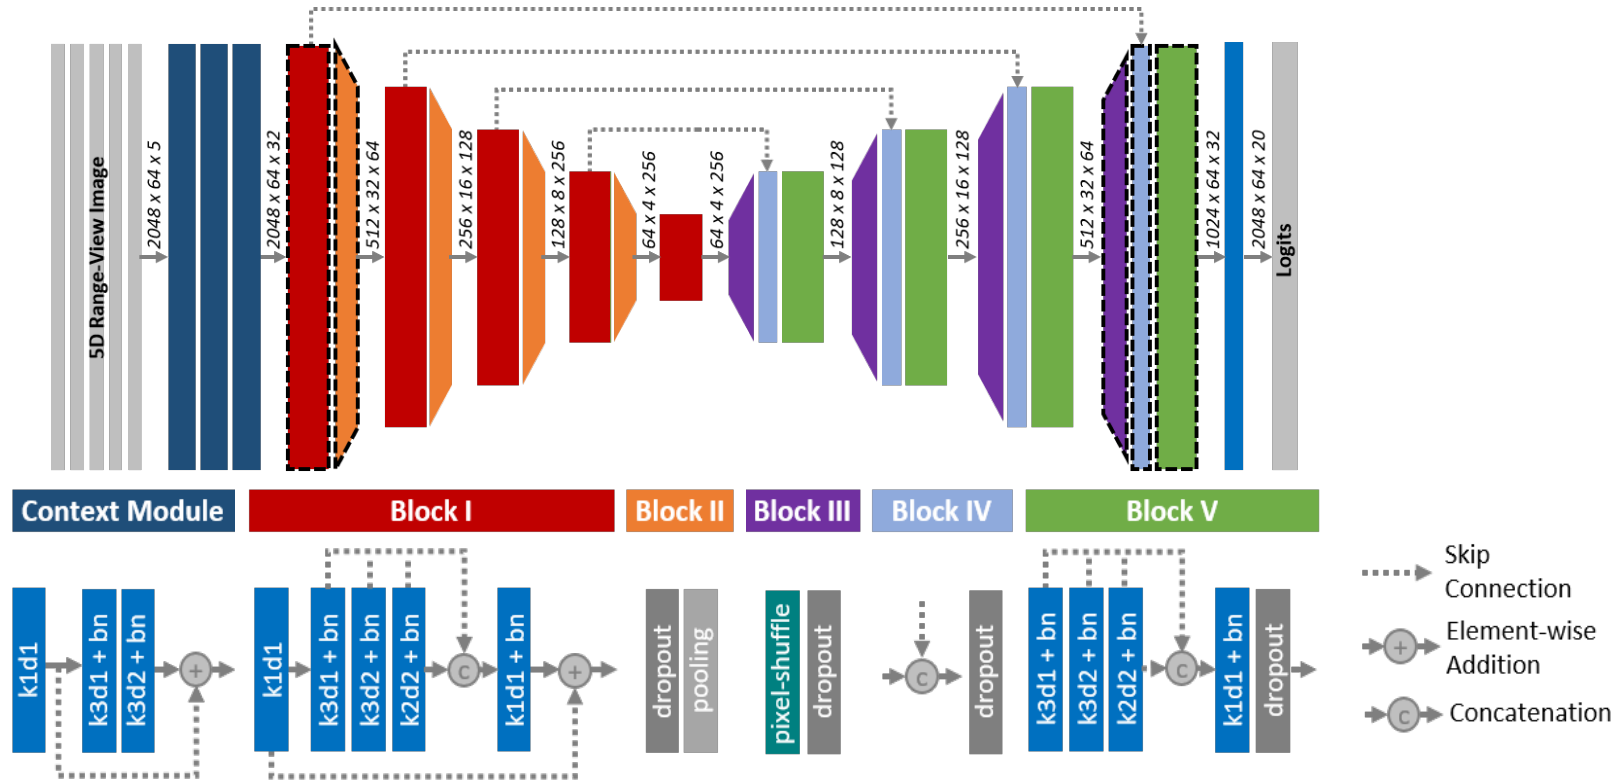 5D Range-View Image
2048 x 64 x 5
2048 x 64 x 32
512 x 32 x 64
256 x 16 x 128
128 x 8 x 256
64 x 4 x 256
64 x 4 x 256
128 x 8 x 128
256 x 16 x 128
512 x 32 x 64
1024 x 64 x 32
2048 x 64 x 20
Logits
Context Module
Block I
Block II
Block III
Block IV
Block V
k1d1
k3d1 + bn
k3d2 + bn
+
k1d1
k3d1 + bn
k3d2 + bn
k2d2 + bn
c
k1d1 + bn
+
dropout
pooling
pixel-shuffle
dropout
c
dropout
k3d1 + bn
k3d2 + bn
k2d2 + bn
c
k1d1 + bn
dropout
Skip
Connection
+
Element-wise
Addition
c
Concatenation